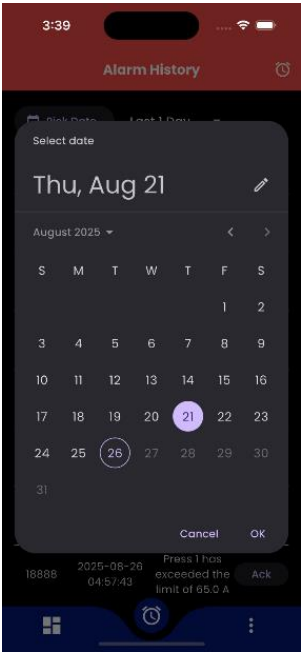 3:39
Alarm History
Pick Date Last 1 Day
Select date
Thu, Aug 21
August 2025
S M T W T F S
1 2
3 4 5 6 7 8 9
10 11 12 13 14 15 16
17 18 19 20 21 22 23
24 25 26 27 28 29 30
31
Cancel OK
Press 1 has
18888 2025-08-26 exceeded the Ack
04:57:43 limit of 65.0 A